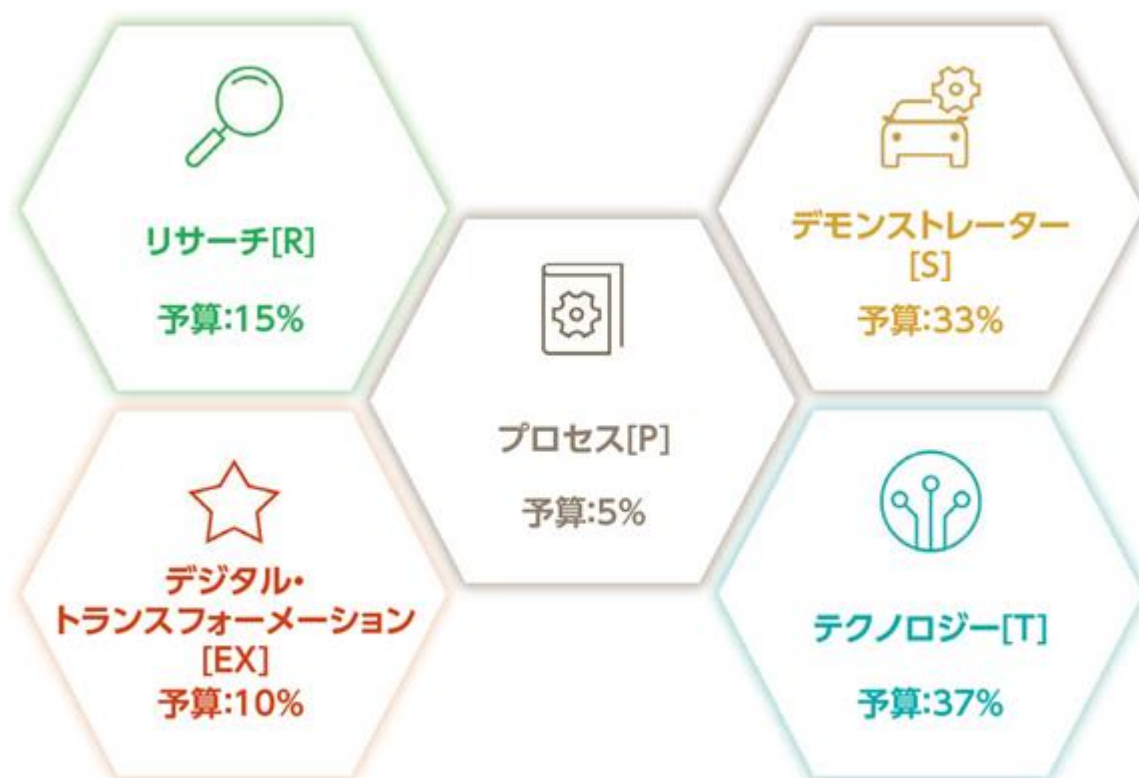 リサーチ[R]
予算:15%
デモンストレーター
[S]
予算:33%
プロセス[P]
予算:5%
デジタル・
トランスフォーメーション
[EX]
予算:10%
テクノロジー[T]
予算:37%